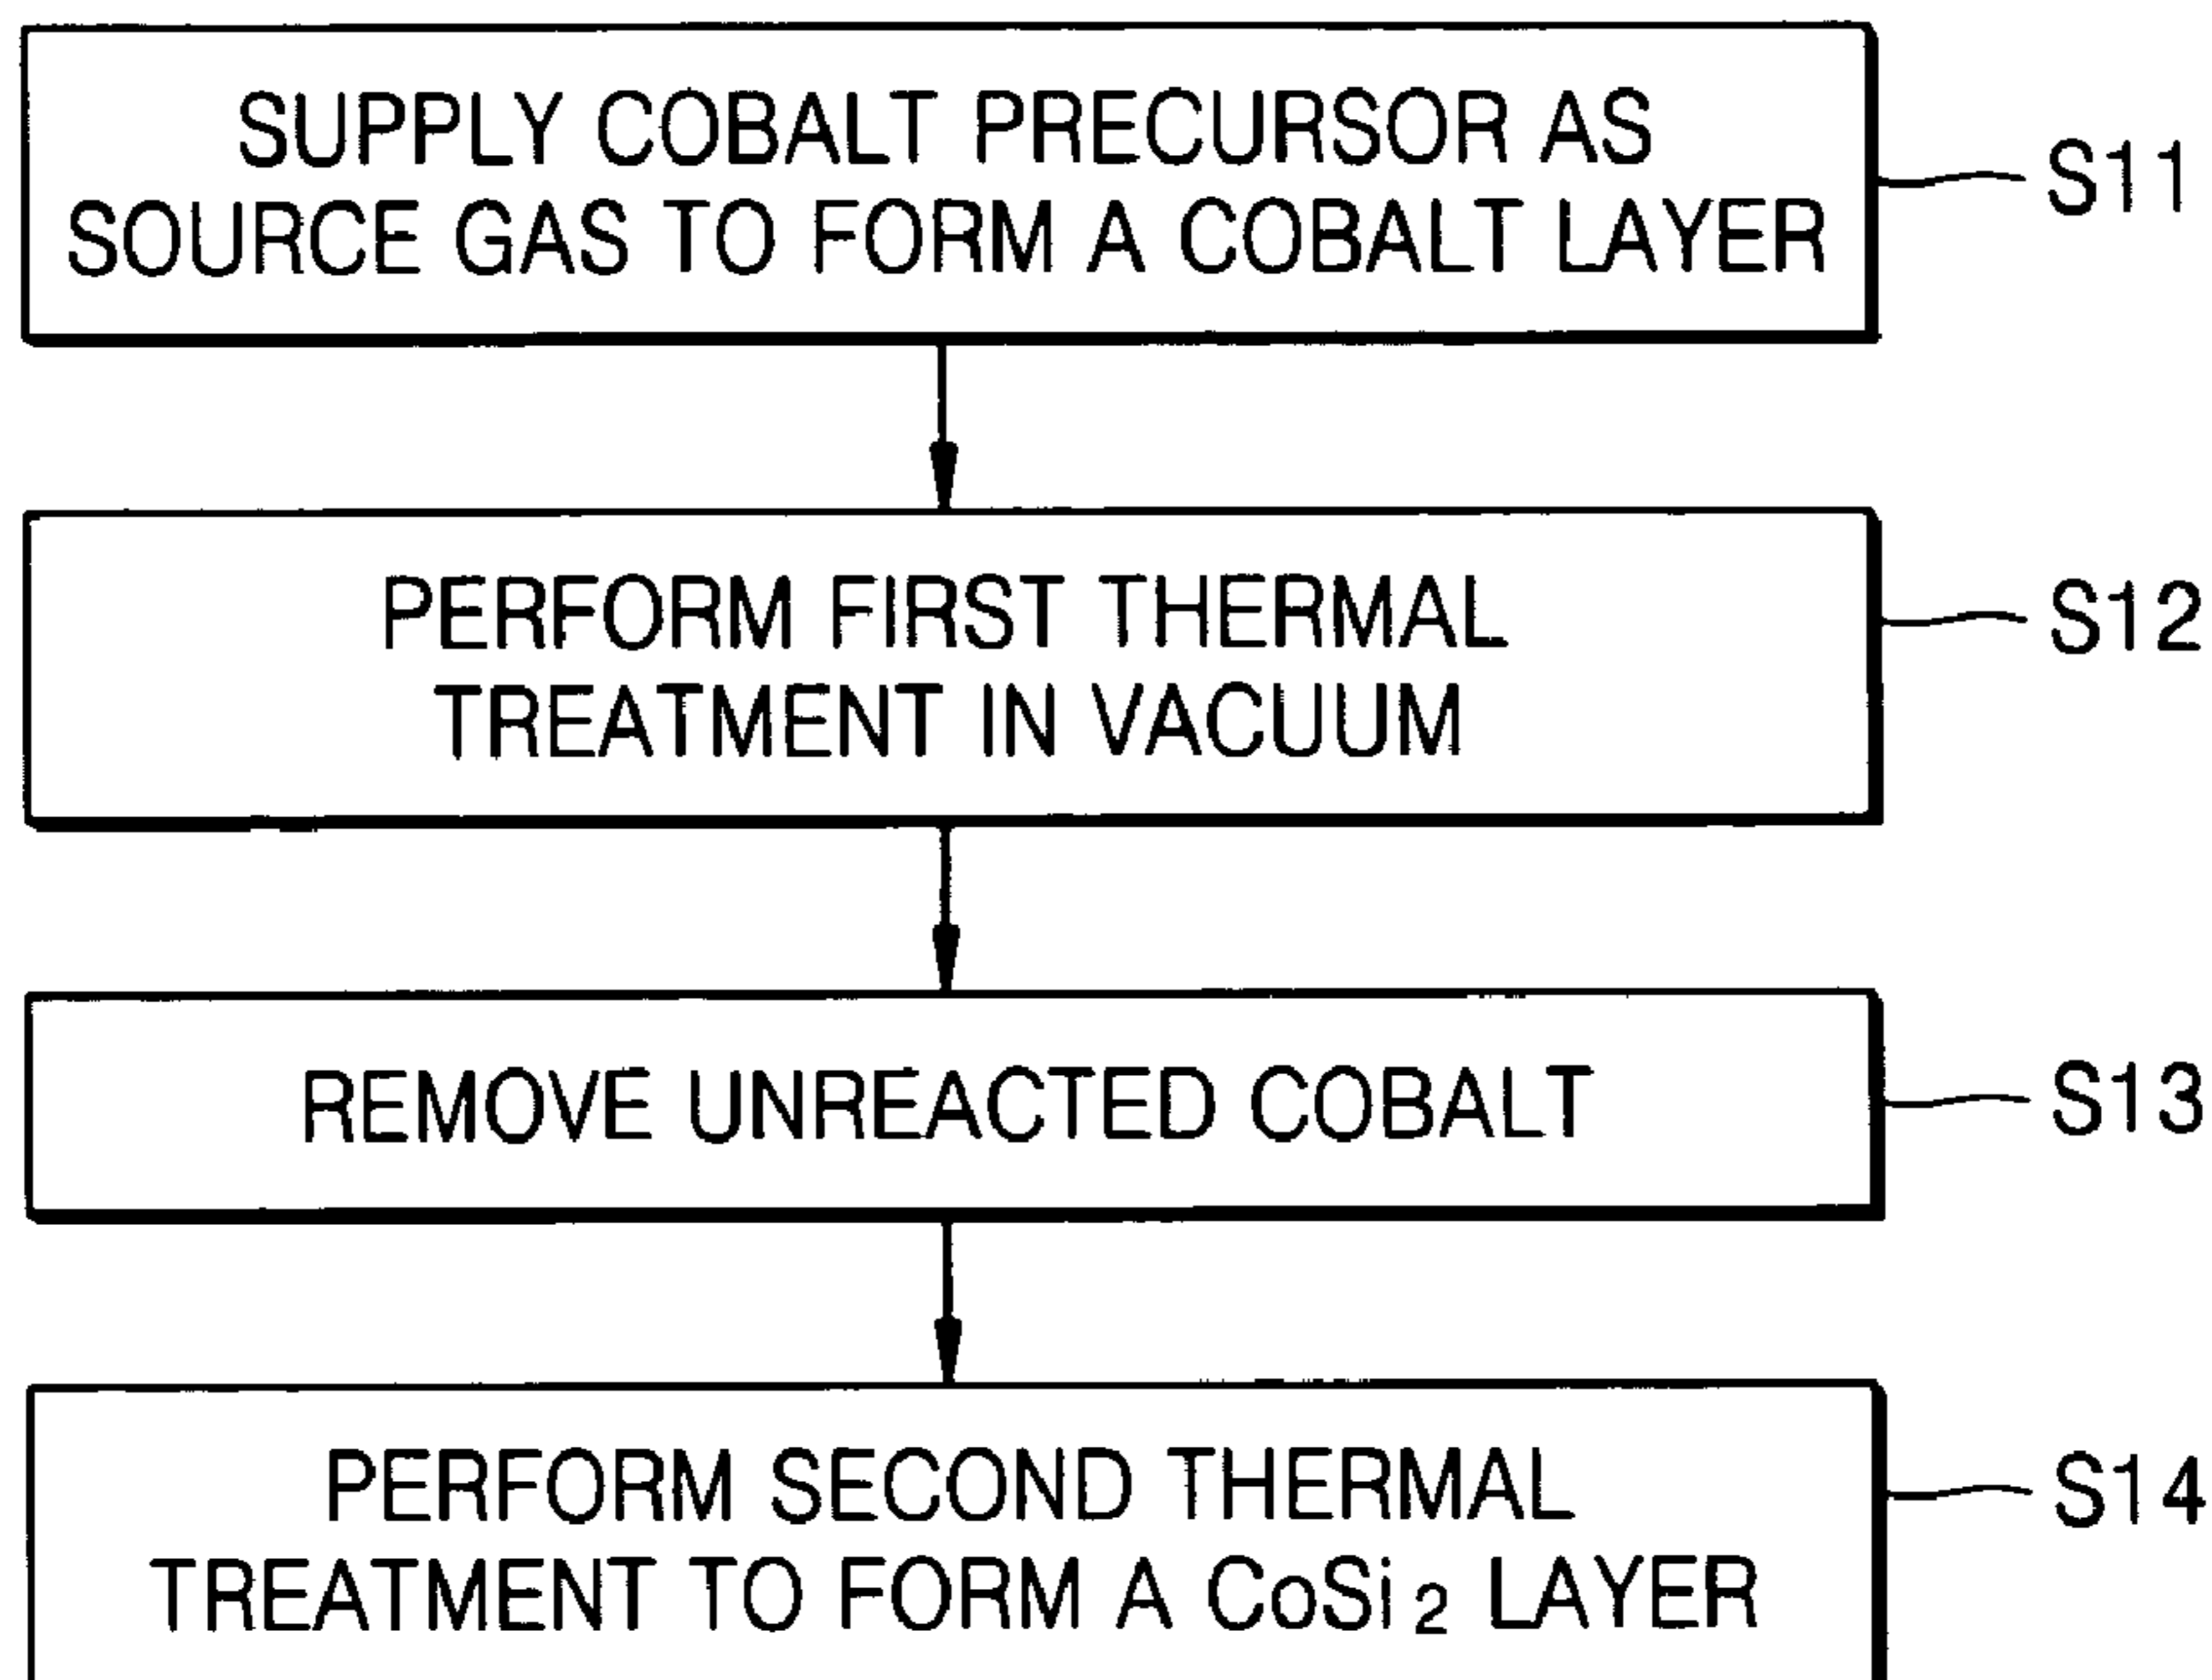 SUPPLY COBALT PRECURSOR AS
SOURCE GAS TO FORM A COBALT LAYER
S11
PERFORM FIRST THERMAL
TREATMENT IN VACUUM
S12
REMOVE UNREACTED COBALT
S13
PERFORM SECOND THERMAL
TREATMENT TO FORM A CoSi₂ LAYER
S14